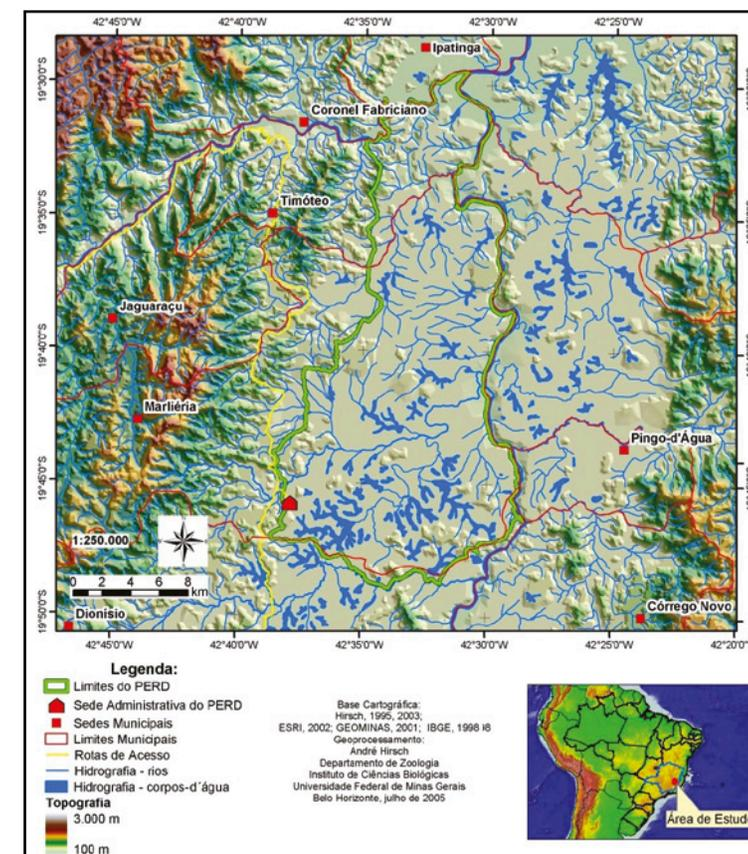 42°45'0"O 42°40'0"O 42°35'0"O 42°30'0"O 42°25'0"O
19°30'0"S
19°35'0"S
19°40'0"S
19°45'0"S
19°50'0"S
Ipatinga
Coronel Fabriciano
Timóteo
Jaguaraçu
Marliéria
Pingo-d'Água
1:250.000
0 2 4 6 8
km
Dionísio
Córrego Novo
42°45'0"O 42°40'0"O 42°35'0"O 42°30'0"O 42°25'0"O 42°20'0"O
Legenda:
Limites do PERD
Sede Administrativa do PERD
Sedes Municipais
Limites Municipais
Rotas de Acesso
Hidrografia - rios
Hidrografia - corpos-d´água
Topografia
3.000 m
100 m
Base Cartográfica:
Hirsch, 1995, 2003;
ESRI, 2002; GEOMINAS, 2001; IBGE, 1998
Geoprocessamento:
André Hirsch
Departamento de Zoologia
Instituto de Ciências Biológicas
Universidade Federal de Minas Gerais
Belo Horizonte, julho de 2005
Área de Estud